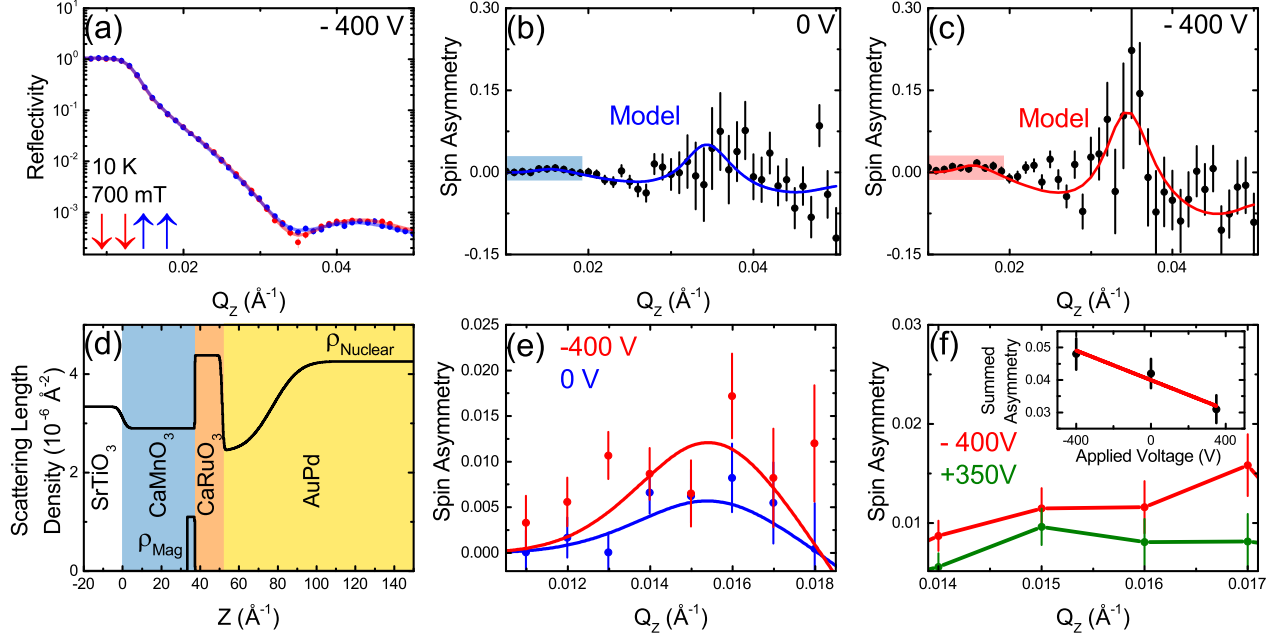 (a)
- 400 V
Reflectivity
10⁰
10⁻¹
10⁻²
10⁻³
10 K
700 mT
0.02
0.04
Q_Z (Å⁻¹)
(b)
0 V
Spin Asymmetry
0.30
0.15
0.00
-0.15
Model
0.02
0.04
Q_Z (Å⁻¹)
(c)
- 400 V
Spin Asymmetry
0.30
0.15
0.00
-0.15
Model
0.02
0.04
Q_Z (Å⁻¹)
(d)
Scattering Length
Density (10⁻⁶ Å⁻²)
4
2
0
ρ_Nuclear
SrTiO₃
CaMnO₃
CaRuO₃
AuPd
ρ_Mag
-20 0 20 40 60 80 100 120 140
Z (Å⁻¹)
(e)
-400 V
0 V
Spin Asymmetry
0.025
0.020
0.015
0.010
0.005
0.000
0.012 0.014 0.016 0.018
Q_Z (Å⁻¹)
(f)
Spin Asymmetry
0.03
0.02
0.01
Summed
Asymmetry
0.05
0.04
0.03
-400 0 400
Applied Voltage (V)
- 400V
+350V
0.014 0.015 0.016 0.017
Q_Z (Å⁻¹)